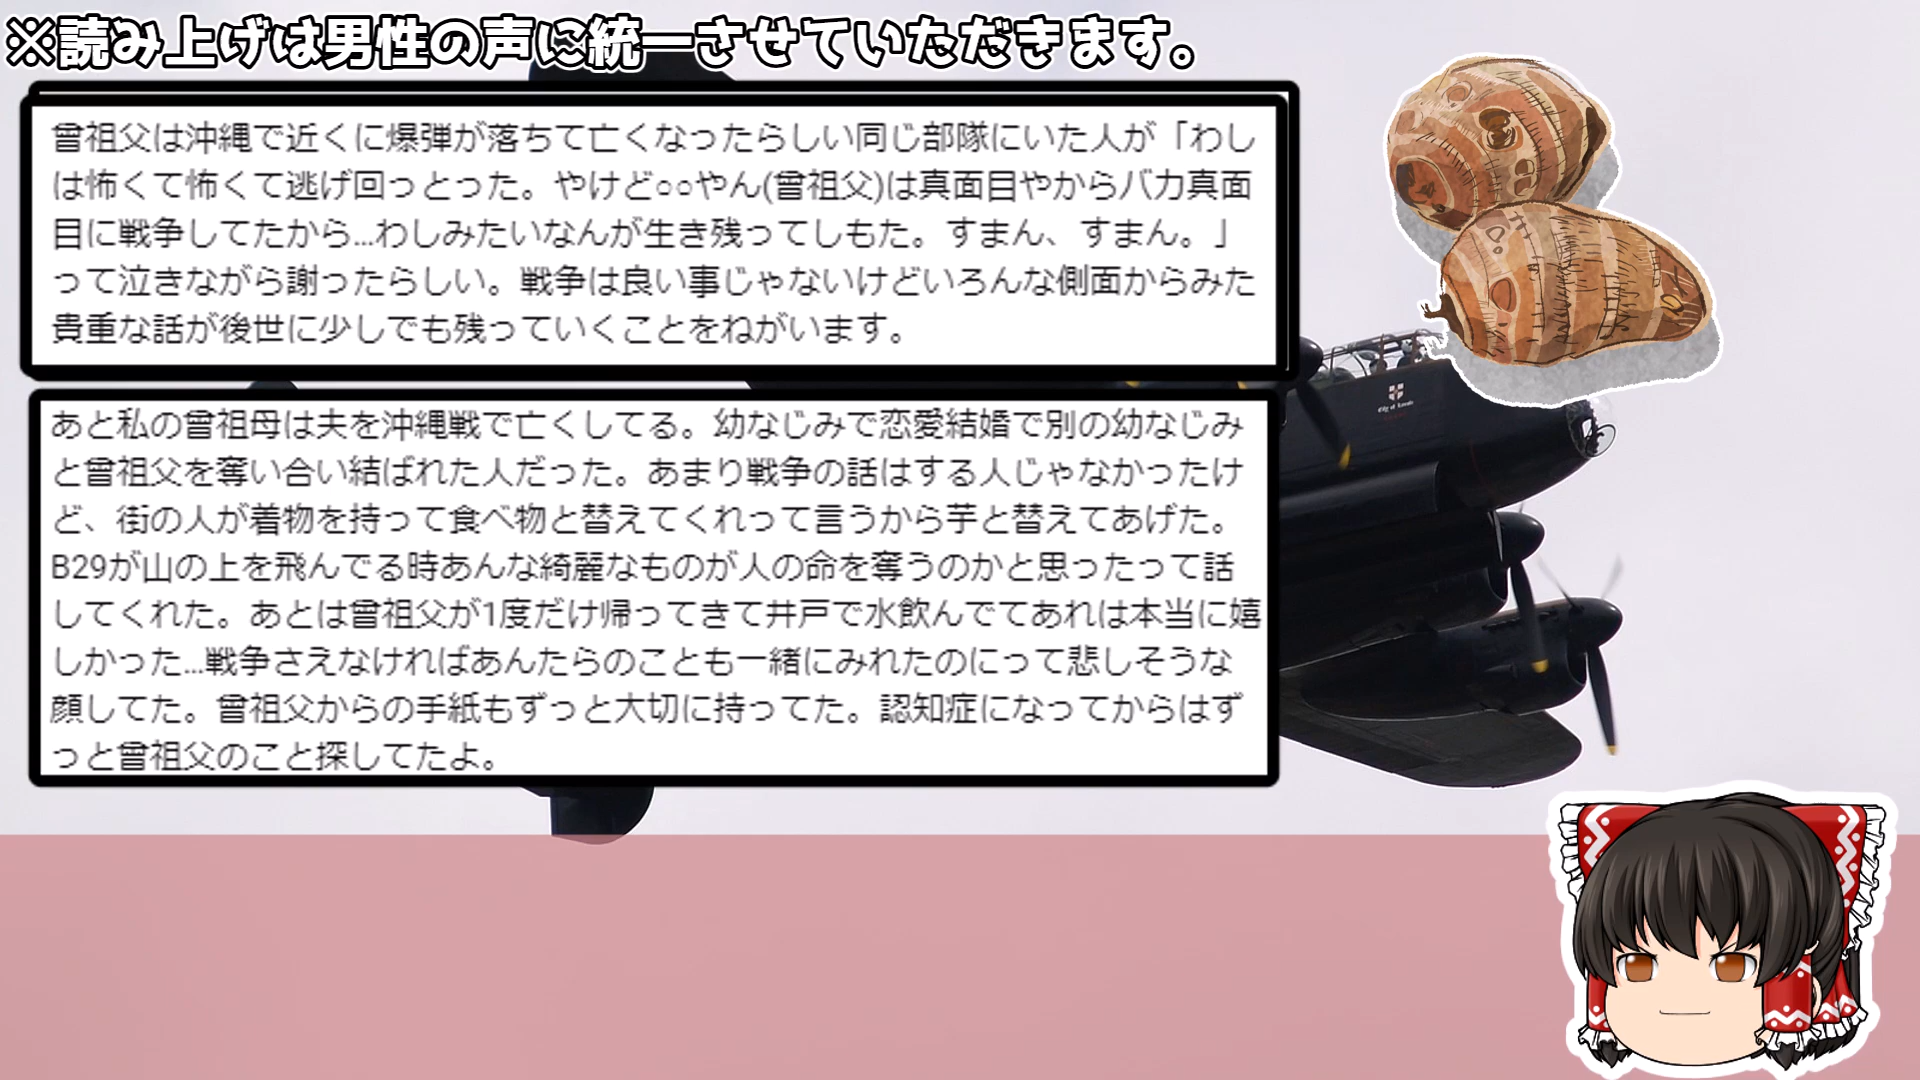 ※読み上げは男性の声に統一させていただきます。
曾祖父は沖縄で近くに爆弾が落ちて亡くなったらしい同じ部隊にいた人が「わし
は怖くて怖くて逃げ回っとった。やけど○○やん(曾祖父)は真面目やからバカ真面
目に戦争してたから...わしみたいなんが生き残ってしもた。すまん、すまん。」
って泣きながら謝ったらしい。戦争は良い事じゃないけどいろんな側面からみた
貴重な話が後世に少しでも残っていくことをねがいます。
あと私の曾祖母は夫を沖縄戦で亡くしてる。幼なじみで恋愛結婚で別の幼なじみ
と曾祖父を奪い合い結ばれた人だった。あまり戦争の話はする人じゃなかったけ
ど、街の人が着物を持って食べ物と替えてくれって言うから芋と替えてあげた。
B29が山の上を飛んでる時あんな綺麗なものが人の命を奪うのかと思ったって話
してくれた。あとは曾祖父が1度だけ帰ってきて井戸で水飲んでてあれは本当に嬉
しかった...戦争さえなければあんたらのことも一緒にみれたのにって悲しそうな
顔してた。曾祖父からの手紙もずっと大切に持ってた。認知症になってからはず
っと曾祖父のこと探してたよ。
City of Leeds